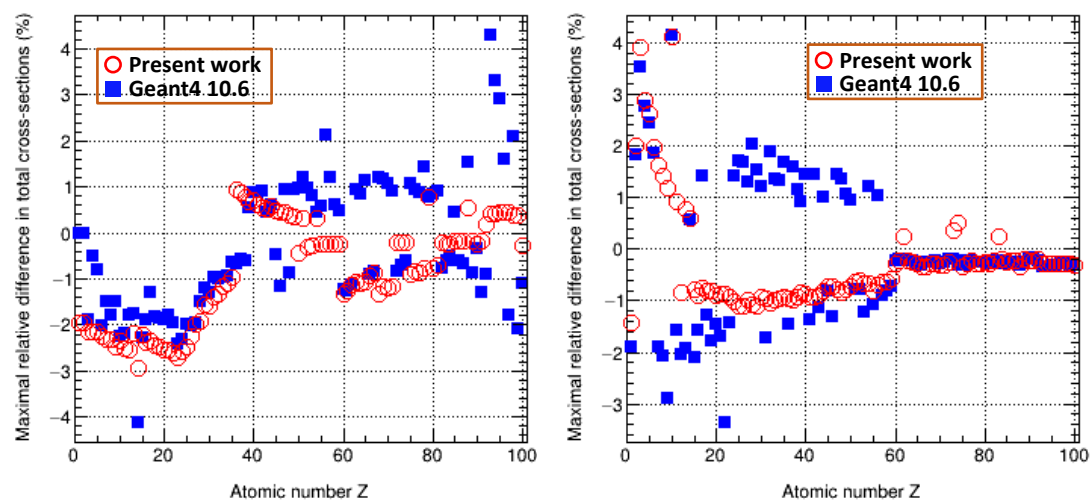 Maximal relative difference in total cross-sections (%)
4
3
2
1
0
−1
−2
−3
−4
Present work
Geant4 10.6
0 20 40 60 80 100
Atomic number Z
Maximal relative difference in total cross-sections (%)
4
3
2
1
0
−1
−2
−3
Present work
Geant4 10.6
0 20 40 60 80 100
Atomic number Z